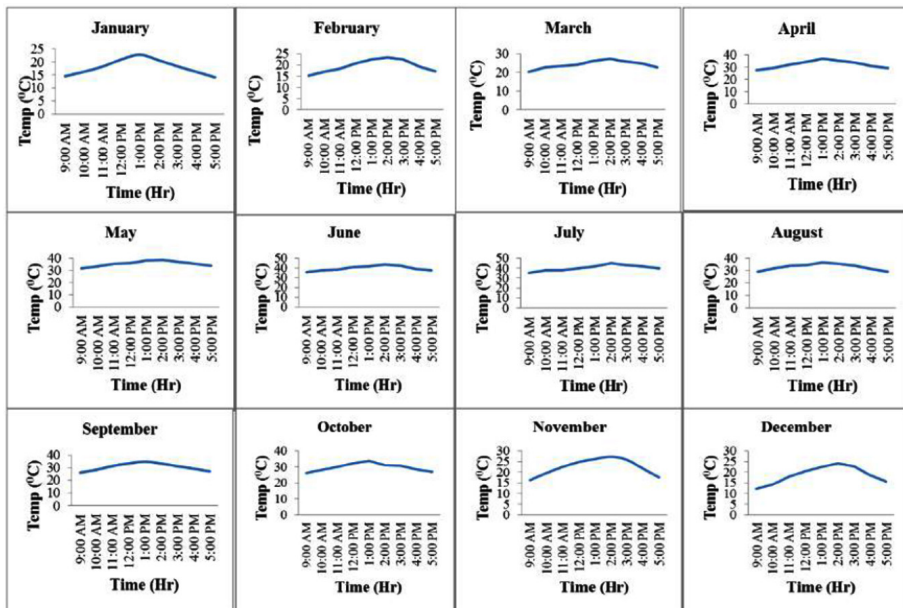 January
Temp (⁰C)
25
20
15
10
5
0
9:00 AM
10:00 AM
11:00 AM
12:00 PM
1:00 PM
2:00 PM
3:00 PM
4:00 PM
5:00 PM
Time (Hr)
February
Temp (⁰C)
25
20
15
10
5
0
9:00 AM
10:00 AM
11:00 AM
12:00 PM
1:00 PM
2:00 PM
3:00 PM
4:00 PM
5:00 PM
Time (Hr)
March
Temp (⁰C)
30
20
10
0
9:00 AM
10:00 AM
11:00 AM
12:00 PM
1:00 PM
2:00 PM
3:00 PM
4:00 PM
5:00 PM
Time (Hr)
April
Temp (⁰C)
40
30
20
10
0
9:00 AM
10:00 AM
11:00 AM
12:00 PM
1:00 PM
2:00 PM
3:00 PM
4:00 PM
5:00 PM
Time (Hr)
May
Temp (⁰C)
40
30
20
10
0
9:00 AM
10:00 AM
11:00 AM
12:00 PM
1:00 PM
2:00 PM
3:00 PM
4:00 PM
5:00 PM
Time (Hr)
June
Temp (⁰C)
50
40
30
20
10
0
9:00 AM
10:00 AM
11:00 AM
12:00 PM
1:00 PM
2:00 PM
3:00 PM
4:00 PM
5:00 PM
Time (Hr)
July
Temp (⁰C)
50
40
30
20
10
0
9:00 AM
10:00 AM
11:00 AM
12:00 PM
1:00 PM
2:00 PM
3:00 PM
4:00 PM
5:00 PM
Time (Hr)
August
Temp (⁰C)
40
30
20
10
0
9:00 AM
10:00 AM
11:00 AM
12:00 PM
1:00 PM
2:00 PM
3:00 PM
4:00 PM
5:00 PM
Time (Hr)
September
Temp (⁰C)
40
30
20
10
0
9:00 AM
10:00 AM
11:00 AM
12:00 PM
1:00 PM
2:00 PM
3:00 PM
4:00 PM
5:00 PM
Time (Hr)
October
Temp (⁰C)
40
30
20
10
0
9:00 AM
10:00 AM
11:00 AM
12:00 PM
1:00 PM
2:00 PM
3:00 PM
4:00 PM
5:00 PM
Time (Hr)
November
Temp (⁰C)
30
25
20
15
10
5
0
9:00 AM
10:00 AM
11:00 AM
12:00 PM
1:00 PM
2:00 PM
3:00 PM
4:00 PM
5:00 PM
Time (Hr)
December
Temp (⁰C)
30
25
20
15
10
5
0
9:00 AM
10:00 AM
11:00 AM
12:00 PM
1:00 PM
2:00 PM
3:00 PM
4:00 PM
5:00 PM
Time (Hr)